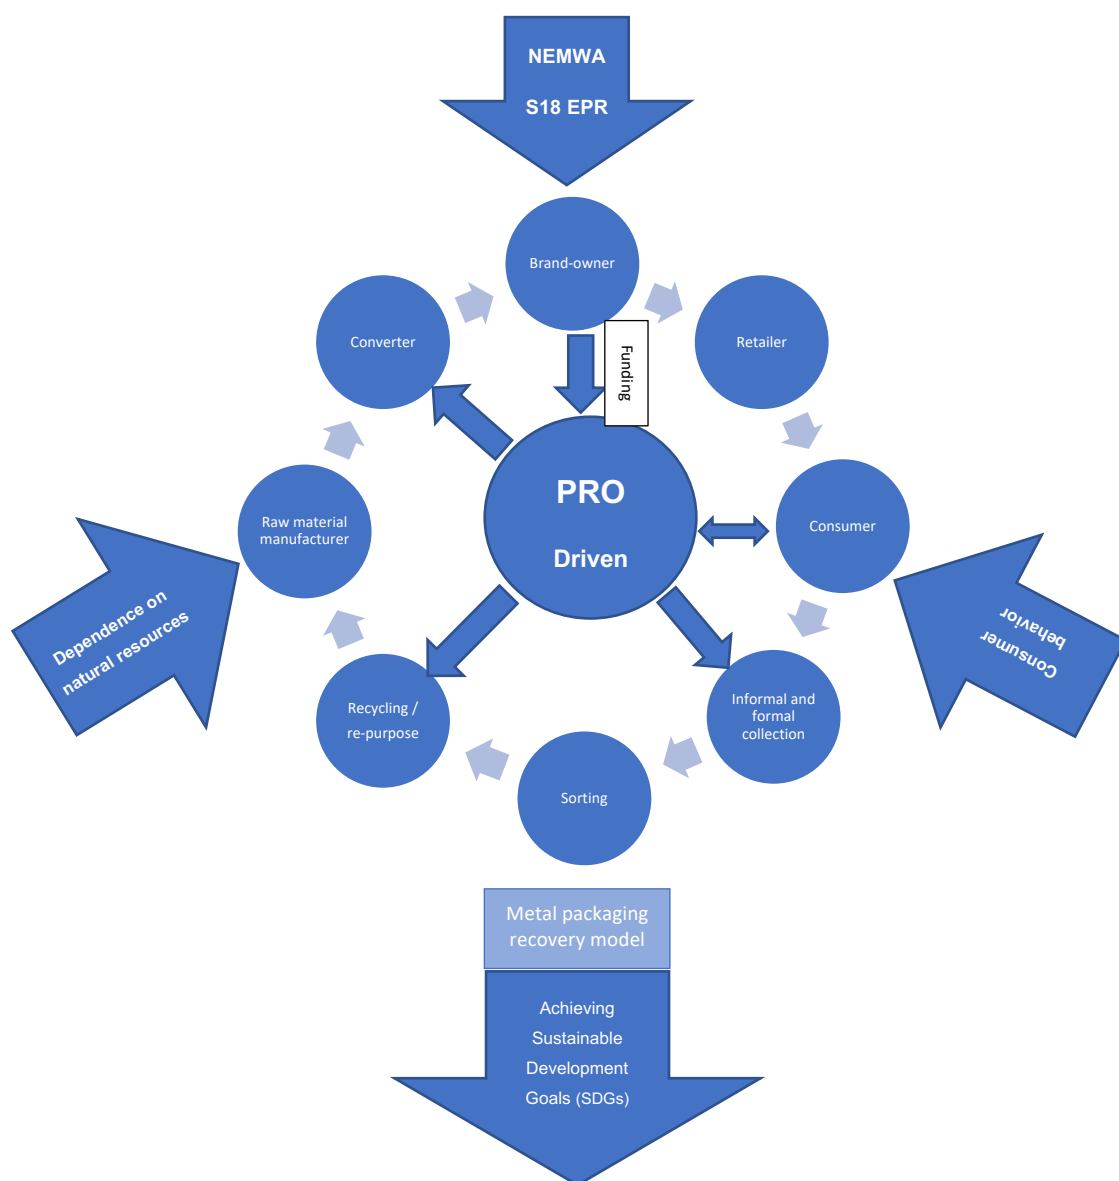 NEMWA
S18 EPR
Brand-owner
Converter
Retailer
Funding
PRO
Driven
Raw material
manufacturer
Consumer
Dependence on
natural resources
Consumer
behavior
Recycling /
re-purpose
Informal and
formal
collection
Sorting
Metal packaging
recovery model
Achieving
Sustainable
Development
Goals (SDGs)